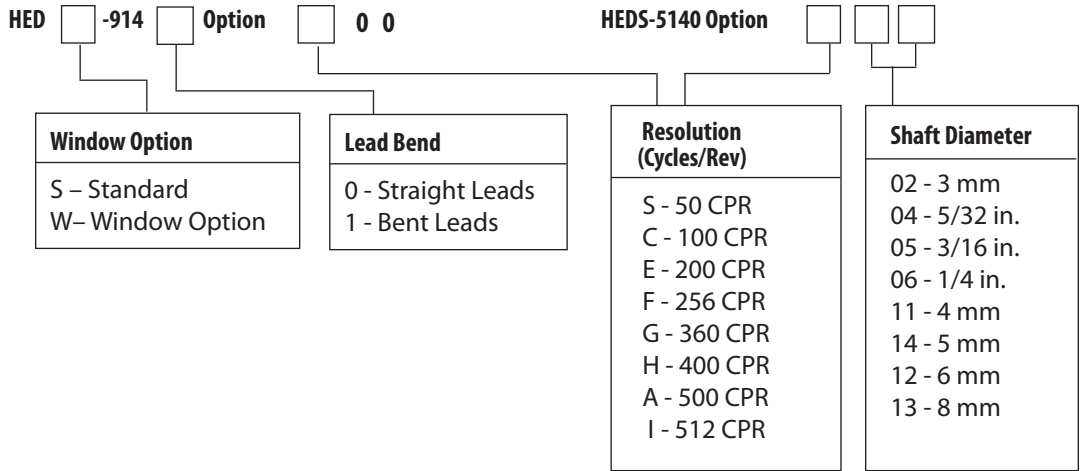 HED -914 Option 0 0 HEDS-5140 Option
Window Option
S – Standard
W– Window Option
Lead Bend
0 - Straight Leads
1 - Bent Leads
Resolution
(Cycles/Rev)
S - 50 CPR
C - 100 CPR
E - 200 CPR
F - 256 CPR
G - 360 CPR
H - 400 CPR
A - 500 CPR
I - 512 CPR
Shaft Diameter
02 - 3 mm
04 - 5/32 in.
05 - 3/16 in.
06 - 1/4 in.
11 - 4 mm
14 - 5 mm
12 - 6 mm
13 - 8 mm